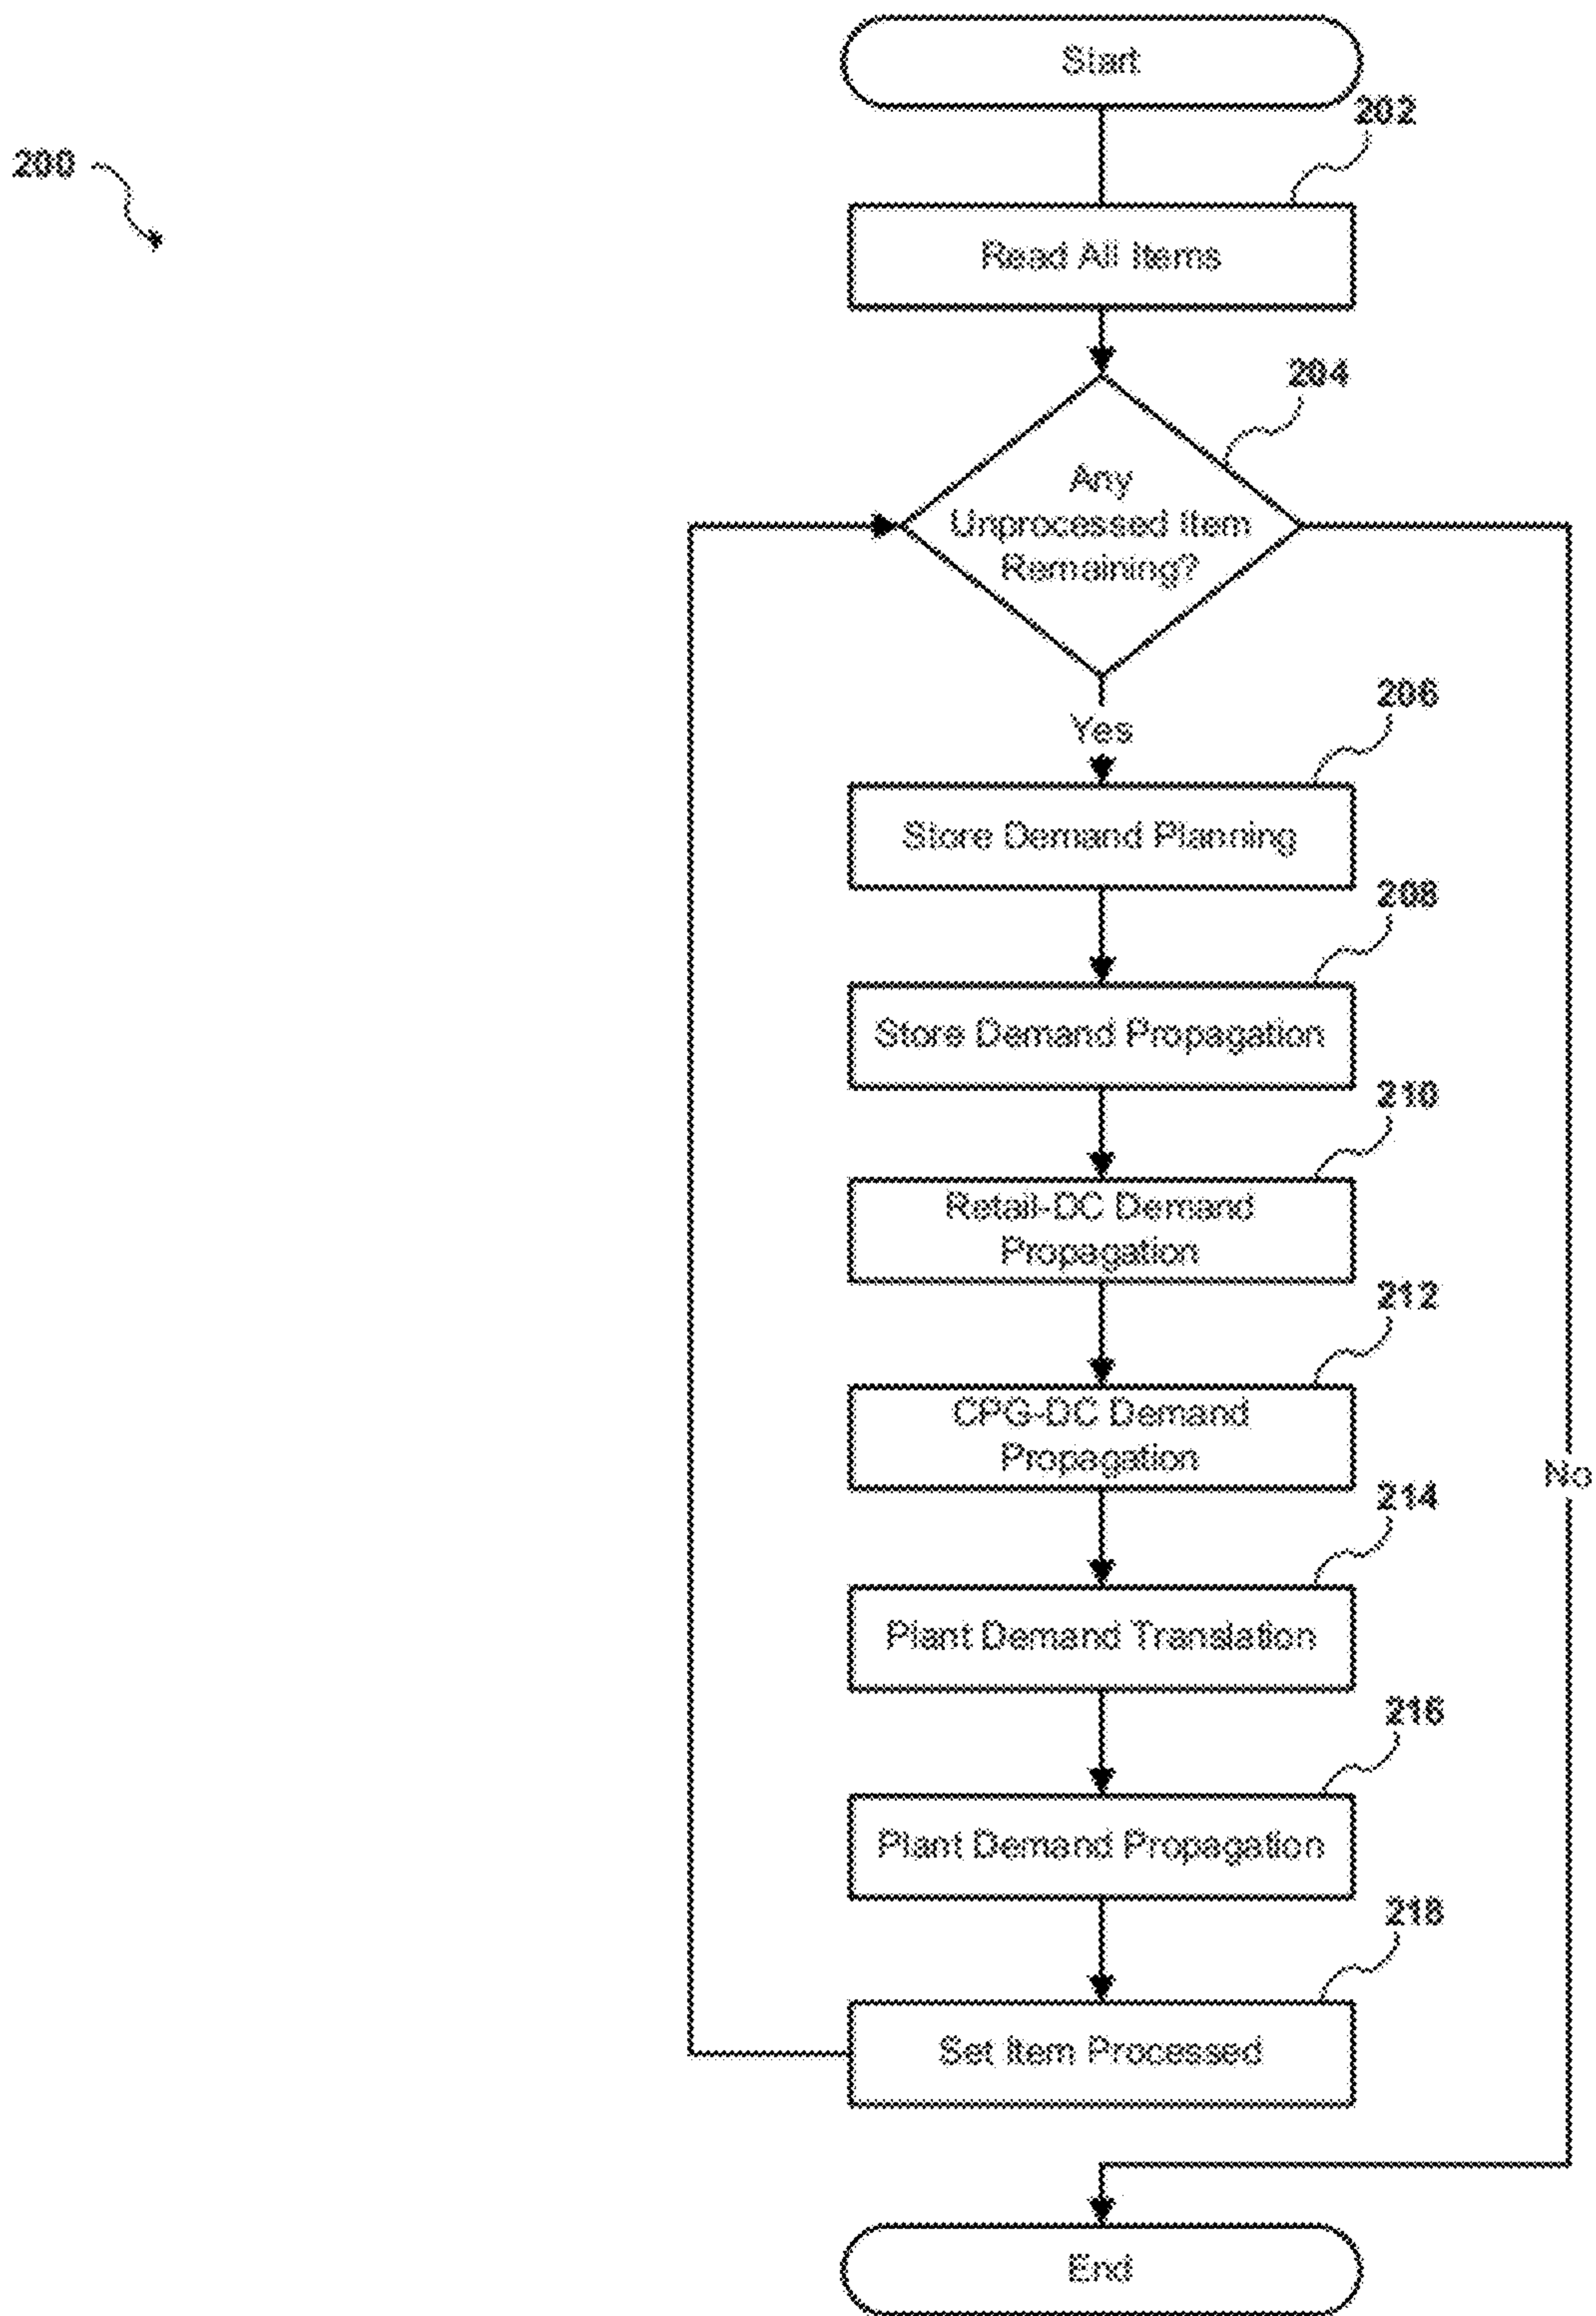 Start
202
200
Read All Items
204
Any
Unprocessed Item
Remaining?
206
Yes
Store Demand Planning
208
Store Demand Propagation
210
Retail-DC Demand
Propagation
212
CPG-DC Demand
Propagation
No
214
Plant Demand Translation
216
Plant Demand Propagation
218
Set Item Processed
End